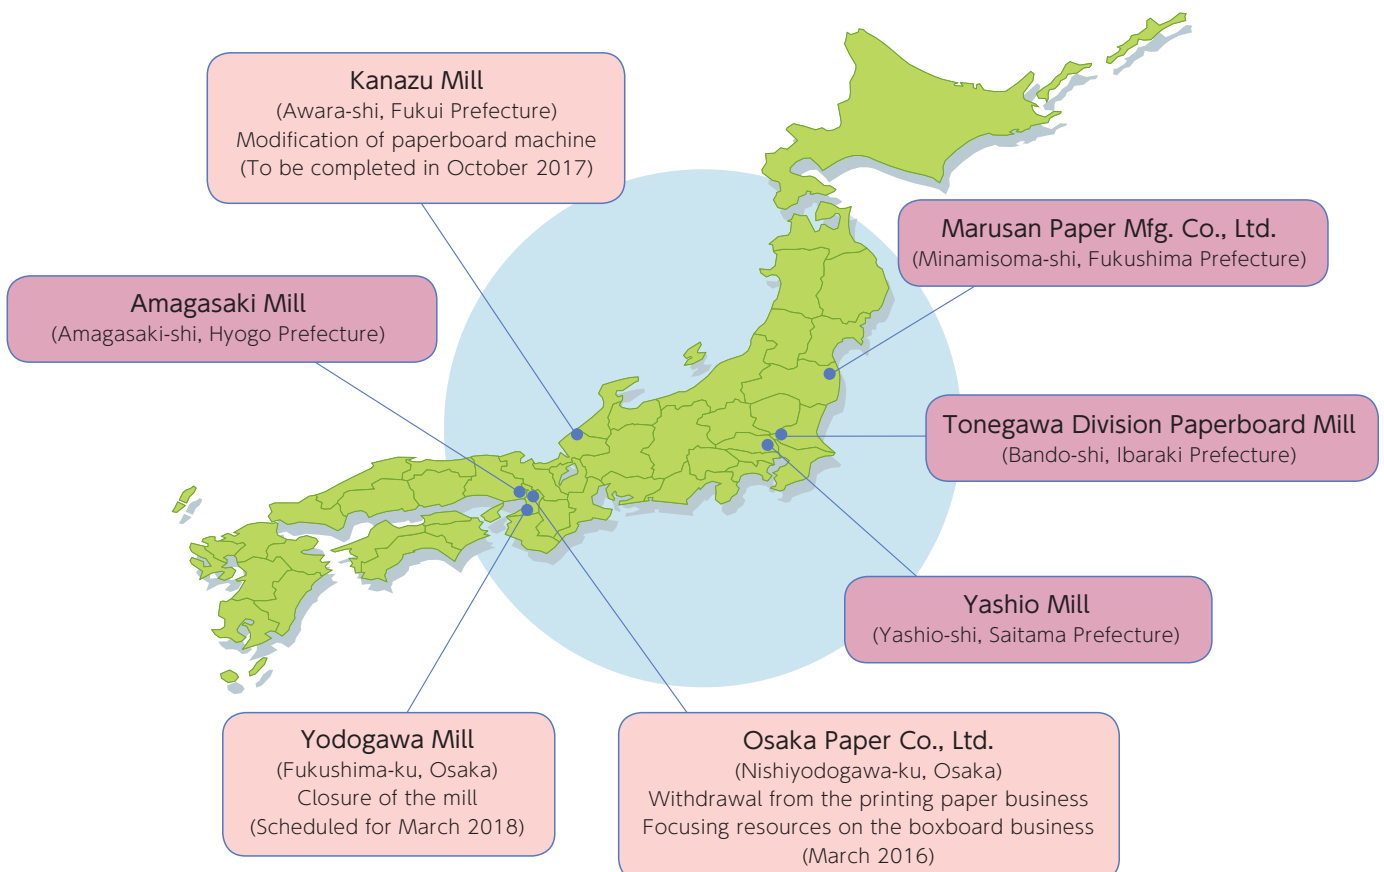 Kanazu Mill
(Awara-shi, Fukui Prefecture)
Modification of paperboard machine
(To be completed in October 2017)
Marusan Paper Mfg. Co., Ltd.
(Minamisoma-shi, Fukushima Prefecture)
Amagasaki Mill
(Amagasaki-shi, Hyogo Prefecture)
Tonegawa Division Paperboard Mill
(Bando-shi, Ibaraki Prefecture)
Yashio Mill
(Yashio-shi, Saitama Prefecture)
Yodogawa Mill
(Fukushima-ku, Osaka)
Closure of the mill
(Scheduled for March 2018)
Osaka Paper Co., Ltd.
(Nishiyodogawa-ku, Osaka)
Withdrawal from the printing paper business
Focusing resources on the boxboard business
(March 2016)